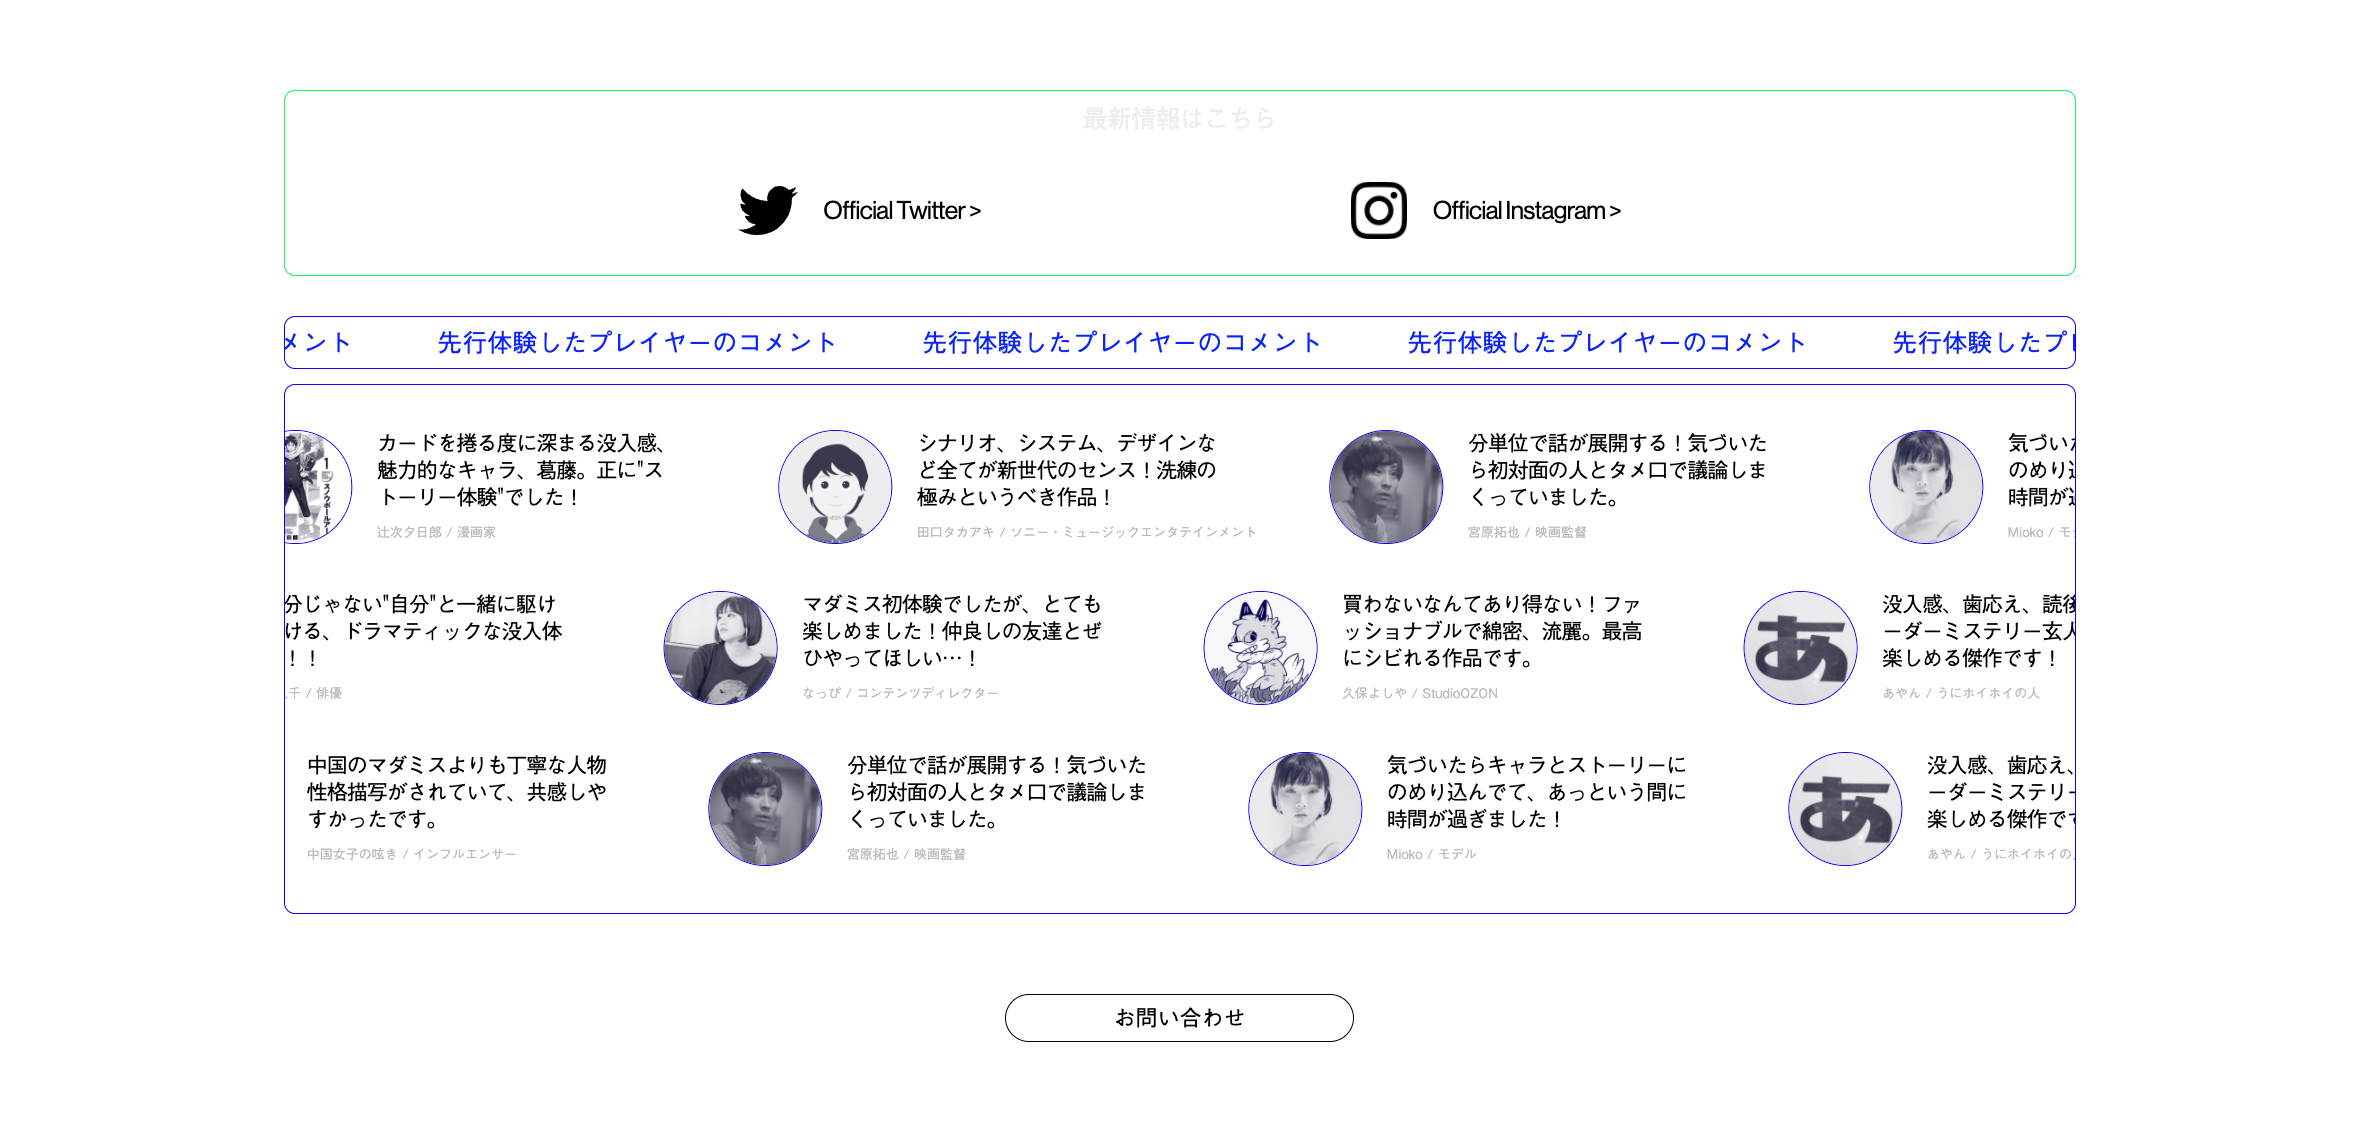 最新情報はこちら
Official Twitter >
Official Instagram >
メント 先行体験したプレイヤーのコメント 先行体験したプレイヤーのコメント 先行体験したプレイヤーのコメント 先行体験したプ
カードを捲る度に深まる没入感、
魅力的なキャラ、葛藤。正に"ス
トーリー体験"でした！
辻次夕日郎 / 漫画家
シナリオ、システム、デザインな
ど全てが新世代のセンス！洗練の
極みというべき作品！
田口タカアキ / ソニー・ミュージックエンタテインメント
分単位で話が展開する！気づいた
ら初対面の人とタメ口で議論しま
くっていました。
宮原拓也 / 映画監督
気づい
のめり
時間が
Mioko / モ
分じゃない"自分"と一緒に駆け
ける、ドラマティックな没入体
！！
千 / 俳優
マダミス初体験でしたが、とても
楽しめました！仲良しの友達とぜ
ひやってほしい…！
なっぴ / コンテンツディレクター
買わないなんてあり得ない！ファ
ッショナブルで綿密、流麗。最高
にシビれる作品です。
久保よしや / StudioOZON
あ
没入感、歯応え、読後
ーダーミステリー玄人
楽しめる傑作です！
あやん / うにホイホイの人
中国のマダミスよりも丁寧な人物
性格描写がされていて、共感しや
すかったです。
中国女子の呟き / インフルエンサー
分単位で話が展開する！気づいた
ら初対面の人とタメ口で議論しま
くっていました。
宮原拓也 / 映画監督
気づいたらキャラとストーリーに
のめり込んでて、あっという間に
時間が過ぎました！
Mioko / モデル
あ
没入感、歯応え、
ーダーミステリー
楽しめる傑作で
あやん / うにホイホイの
お問い合わせ